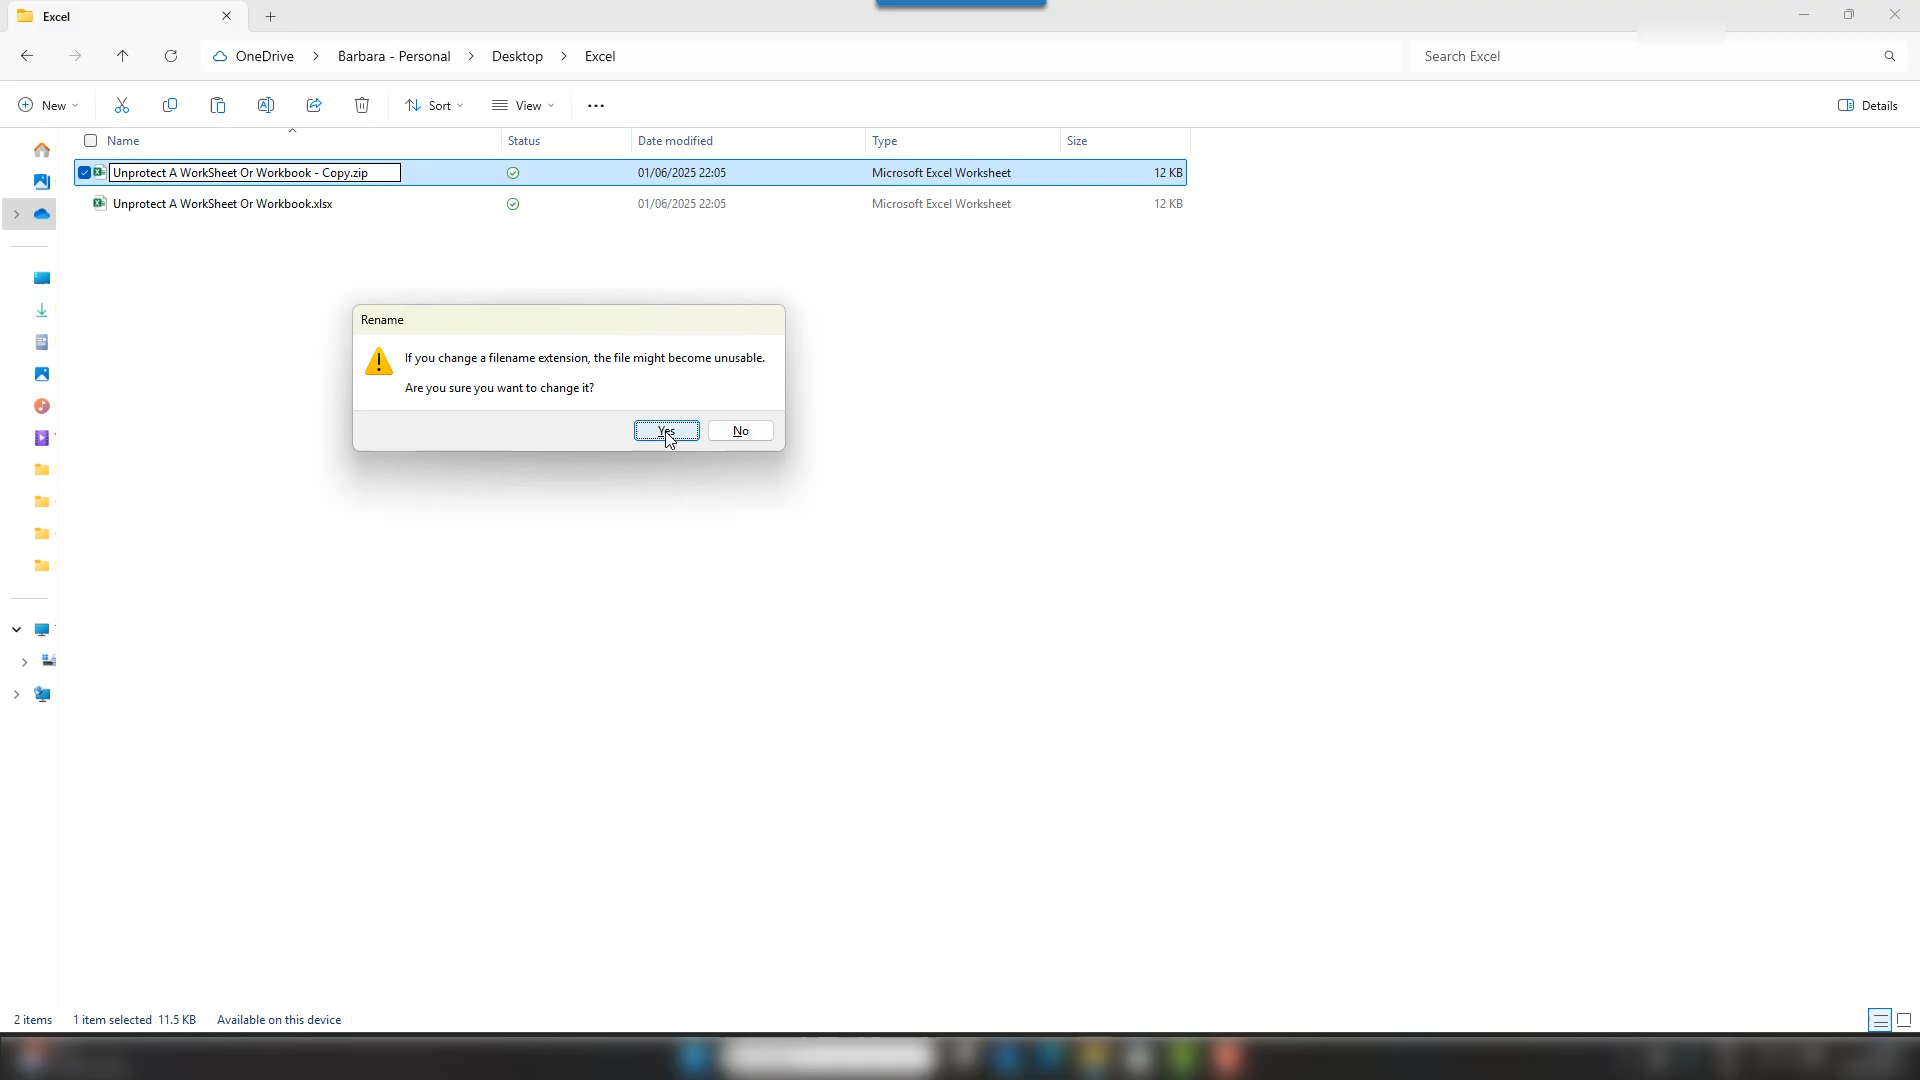 Excel
OneDrive > Barbara - Personal > Desktop > Excel
Search Excel
New
Sort
View
Details
Name Status Date modified Type Size
Unprotect A WorkSheet Or Workbook - Copy.zip 01/06/2025 22:05 Microsoft Excel Worksheet 12 KB
Unprotect A WorkSheet Or Workbook.xlsx 01/06/2025 22:05 Microsoft Excel Worksheet 12 KB
Rename
If you change a filename extension, the file might become unusable.
Are you sure you want to change it?
Yes No
2 items 1 item selected 11.5 KB Available on this device